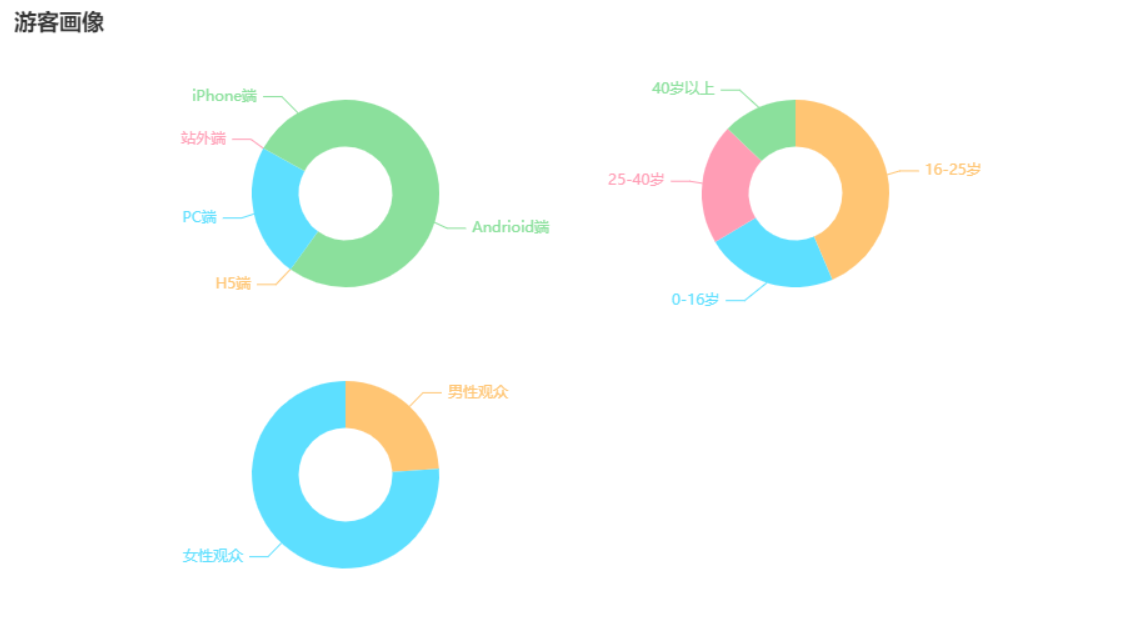 游客画像
iPhone端
站外端
PC端
H5端
Andrioid端
40岁以上
25-40岁
16-25岁
0-16岁
男性观众
女性观众